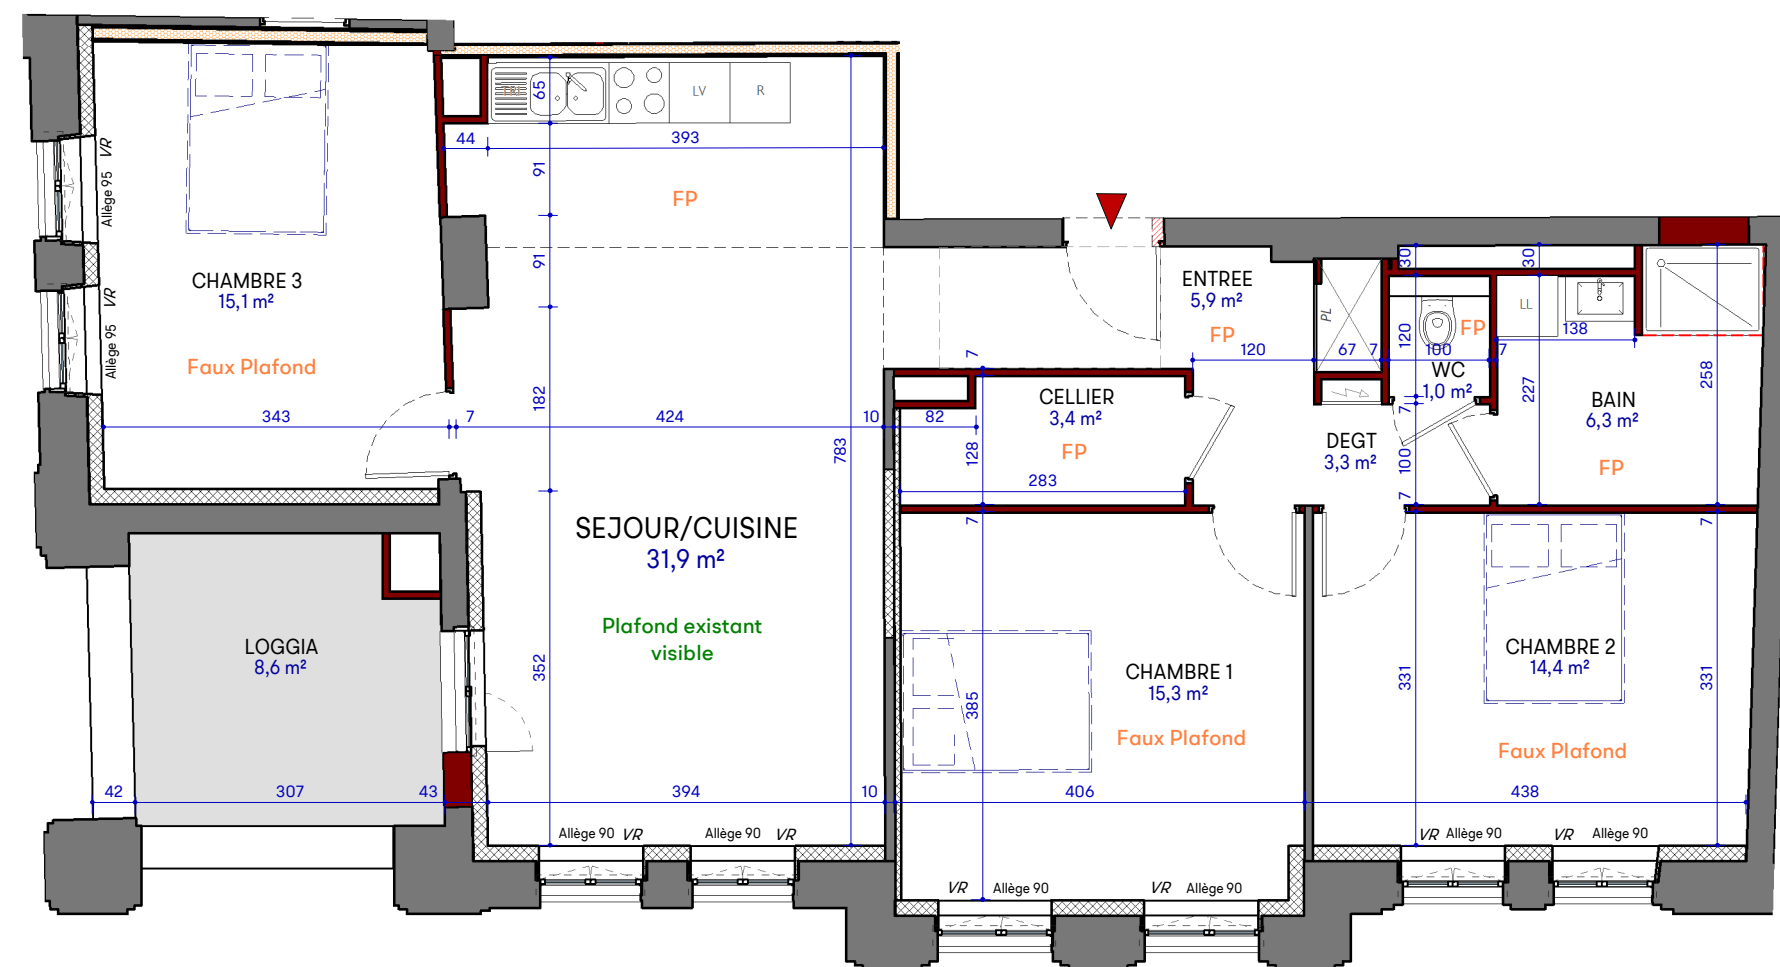 TRI
65
LV
R
44
393
VR
Allège 95
91
FP
CHAMBRE 3
15,1 m²
91
30
30
ENTREE
5,9 m²
FP
PL
LL
138
VR
Allège 95
120
FP
Faux Plafond
7
120
67
7
100
7
WC
1,0 m²
227
258
182
CELLIER
3,4 m²
BAIN
6,3 m²
343
7
424
10
82
7
783
128
FP
DEGT
3,3 m²
100
FP
283
7
SEJOUR/CUISINE
31,9 m²
7
7
Plafond existant
visible
LOGGIA
8,6 m²
352
CHAMBRE 1
15,3 m²
CHAMBRE 2
14,4 m²
331
331
385
Faux Plafond
Faux Plafond
42
307
43
394
10
406
438
Allège 90
VR
Allège 90
VR
VR
Allège 90
VR
Allège 90
VR
Allège 90
VR
Allège 90